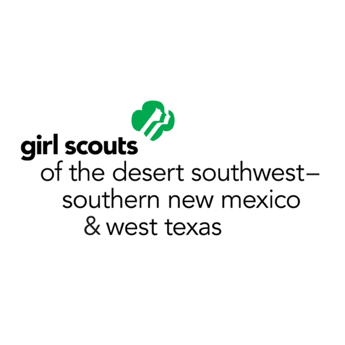 girl scouts
of the desert southwest–
southern new mexico
& west texas